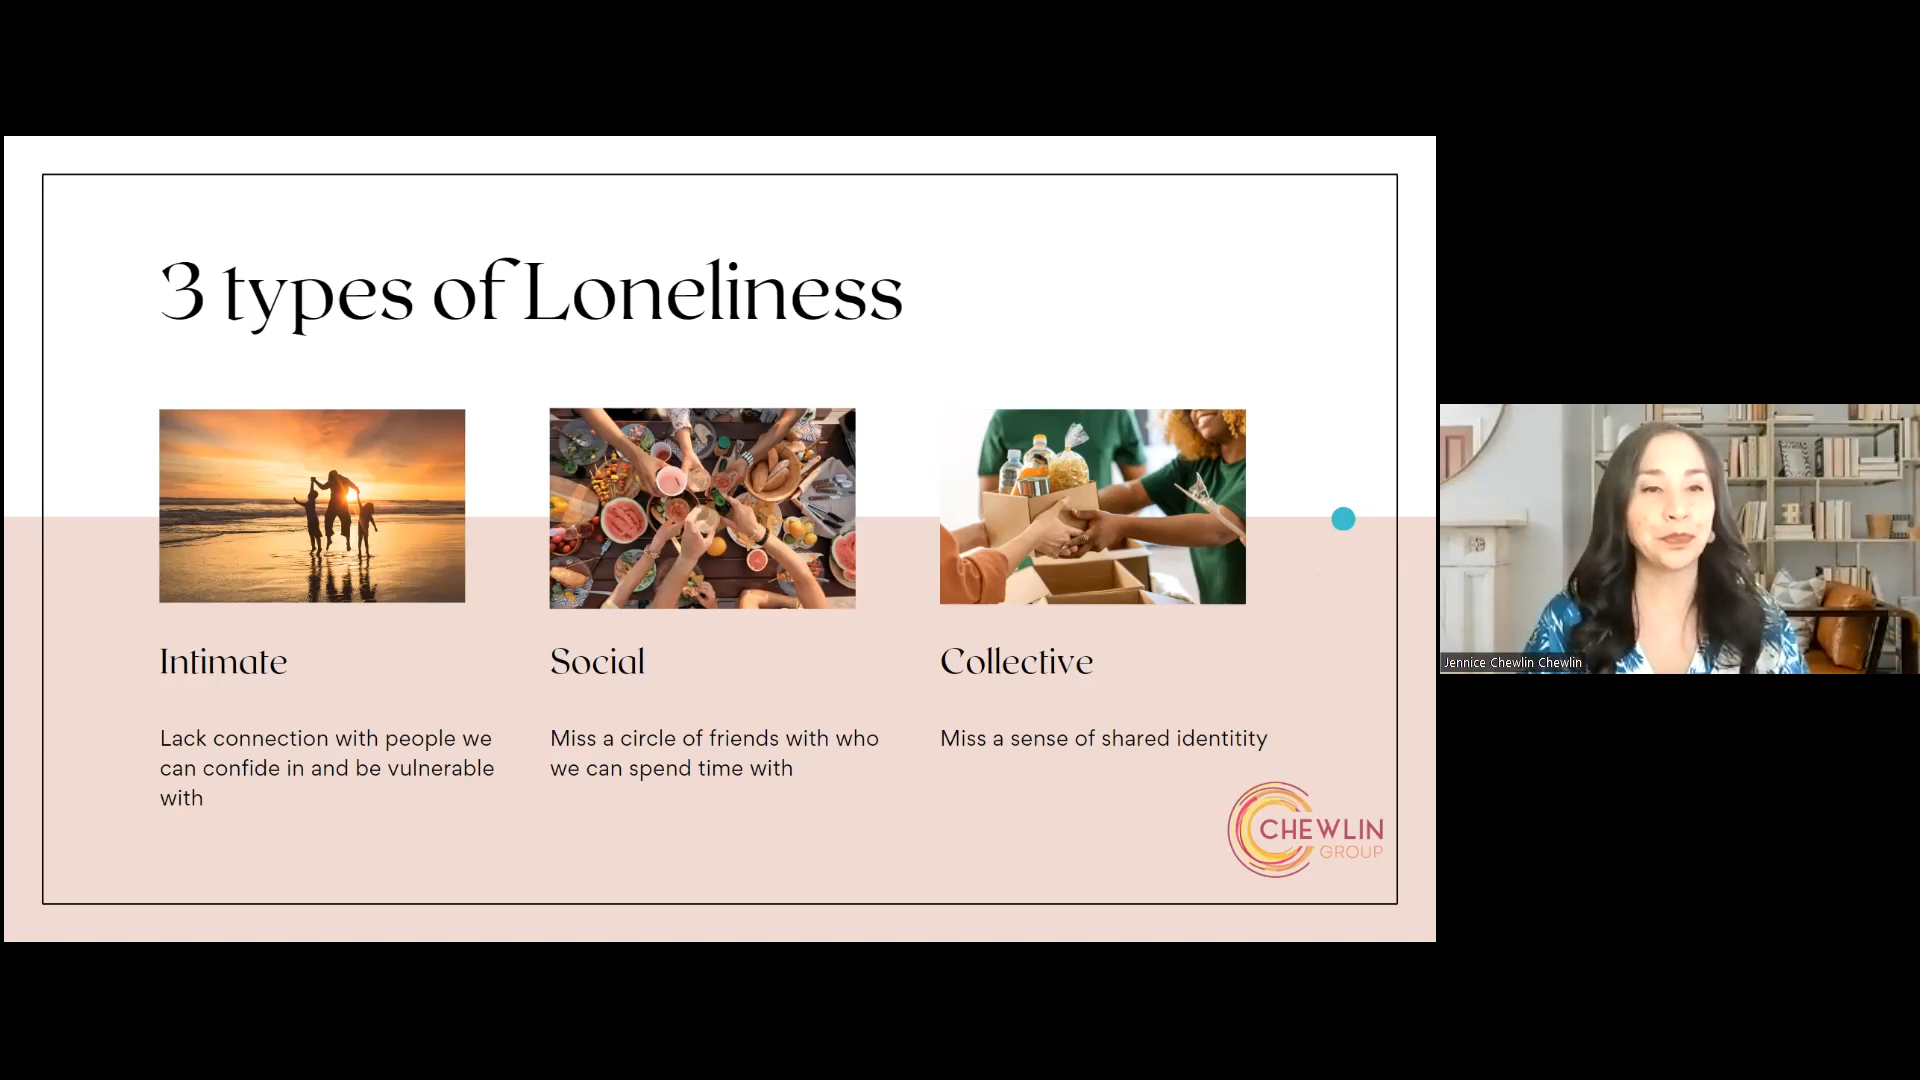 3 types of Loneliness
Intimate
Lack connection with people we
can confide in and be vulnerable
with
Social
Miss a circle of friends with who
we can spend time with
Collective
Miss a sense of shared identitity
CHEWLIN
GROUP
Jennice Chewlin Chewlin